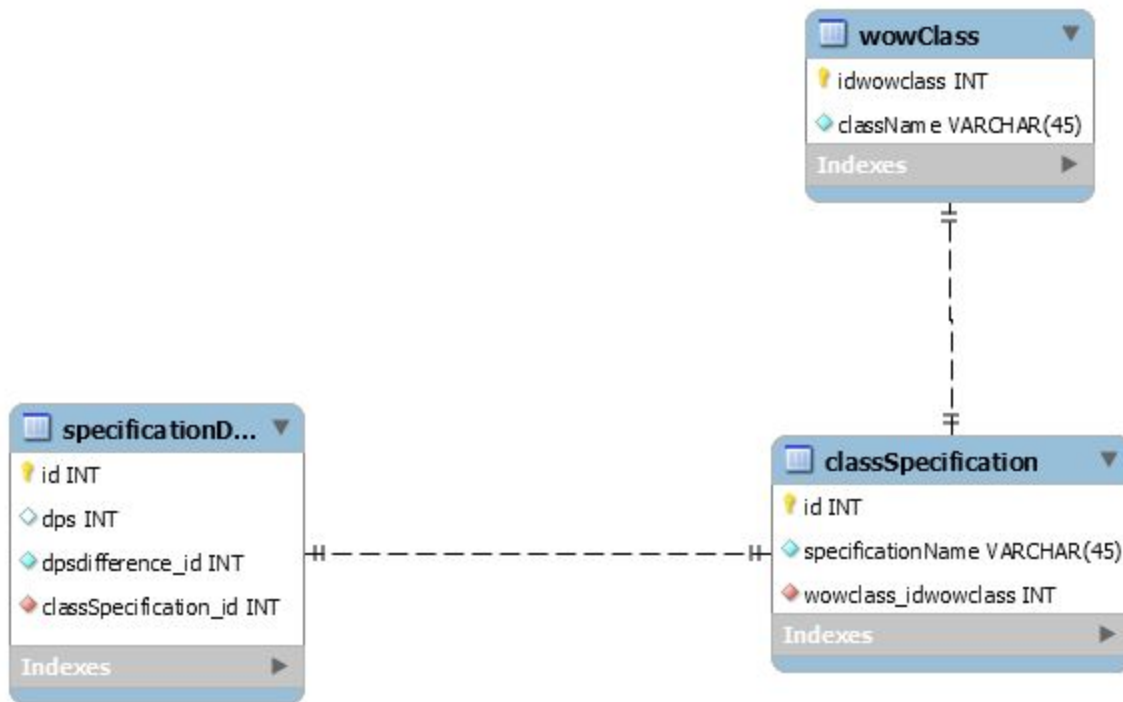 wowClass
idwowclass INT
className VARCHAR(45)
Indexes
specificationD...
id INT
dps INT
dpsdifference_id INT
classSpecification_id INT
Indexes
classSpecification
id INT
specificationName VARCHAR(45)
wowclass_idwowclass INT
Indexes